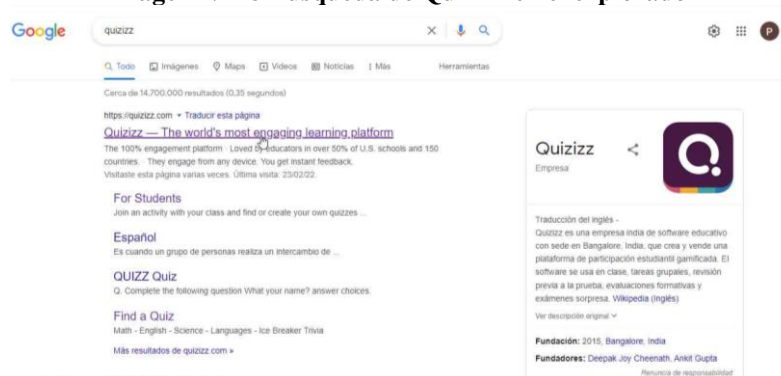 Google
quizizz
Todo Imágenes Maps Videos Noticias Más Herramientas
Cerca de 14.700.000 resultados (0,35 segundos)
https://quizizz.com Traducir esta página
Quizizz — The world's most engaging learning platform
The 100% engagement platform · Loved by educators in over 50% of U.S. schools and 150
countries. · They engage from any device. You get instant feedback.
Visitaste esta página varias veces. Última visita: 23/02/22
For Students
Join an activity with your class and find or create your own quizzes ...
Español
Es cuando un grupo de personas realiza un intercambio de ...
QUIZZ Quiz
Q. Complete the following question What your name? answer choices.
Find a Quiz
Math - English - Science - Languages - Ice Breaker Trivia
Más resultados de quizizz.com »
P
Quizizz
Empresa
Traducción del inglés -
Quizizz es una empresa india de software educativo
con sede en Bangalore, India, que crea y vende una
plataforma de participación estudiantil gamificada. El
software se usa en clase, tareas grupales, revisión
previa a la prueba, evaluaciones formativas y
exámenes sorpresa. Wikipedia (Inglés)
Ver descripción original
Fundación: 2015, Bangalore, India
Fundadores: Deepak Joy Cheenath, Ankit Gupta
Renuncia de responsabilidad